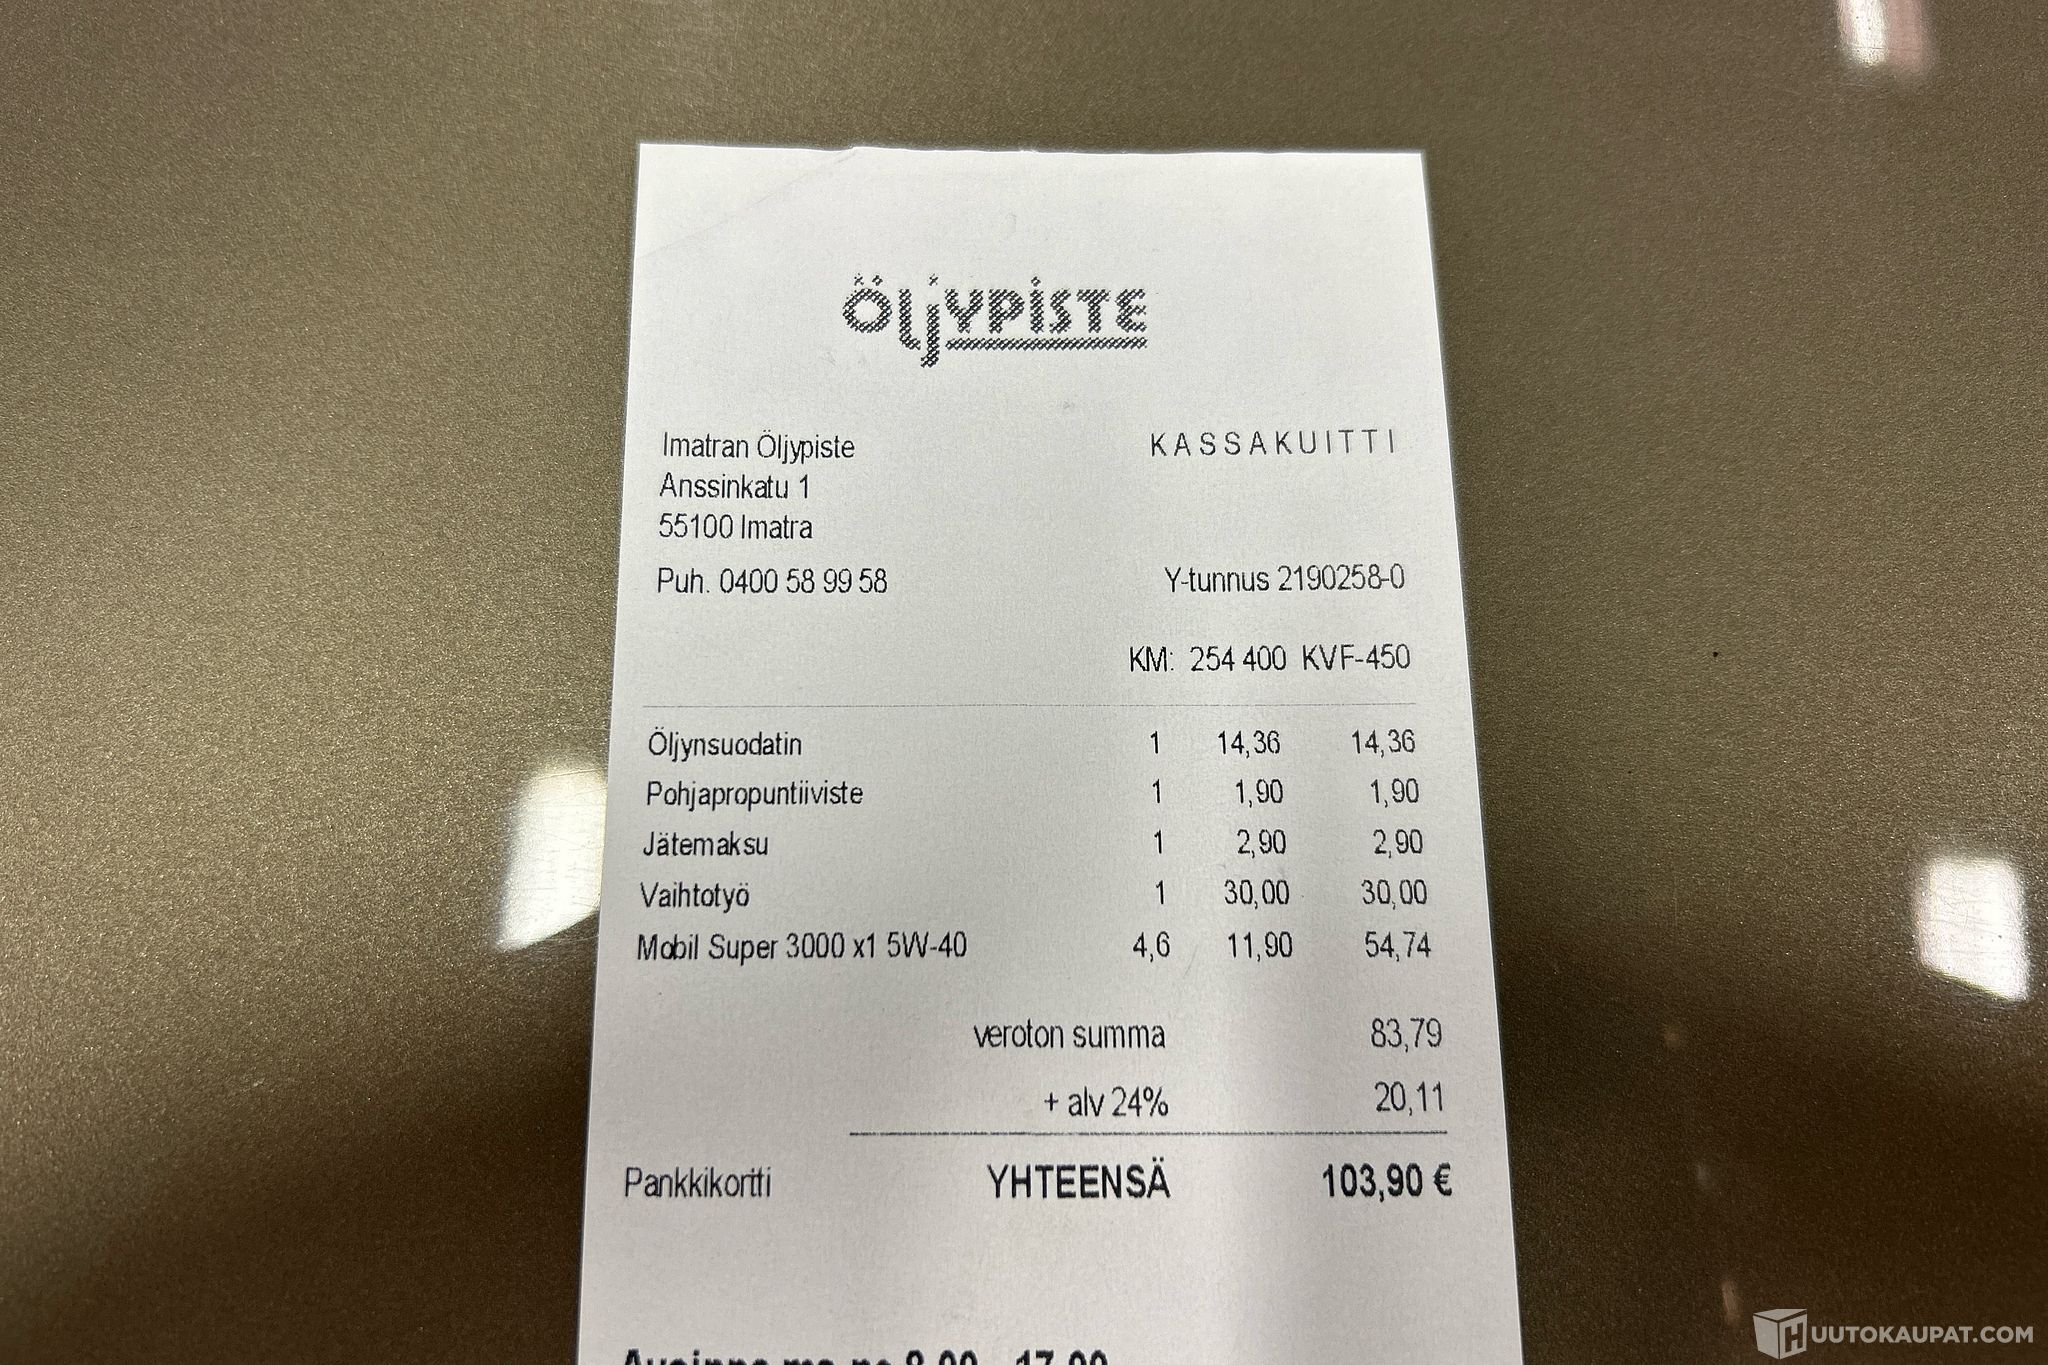 ÖljYPiSTE
Imatran Öljypiste KASSAKUITTI
Anssinkatu 1
55100 Imatra
Puh. 0400 58 99 58 Y-tunnus 2190258-0
KM: 254 400 KVF-450
Öljynsuodatin 1 14,36 14,36
Pohjapropuntiiviste 1 1,90 1,90
Jätemaksu 1 2,90 2,90
Vaihtotyö 1 30,00 30,00
Mobil Super 3000 x1 5W-40 4,6 11,90 54,74
veroton summa 83,79
+ alv 24% 20,11
Pankkikortti YHTEENSÄ 103,90 €
HUUTOKAUPAT.COM